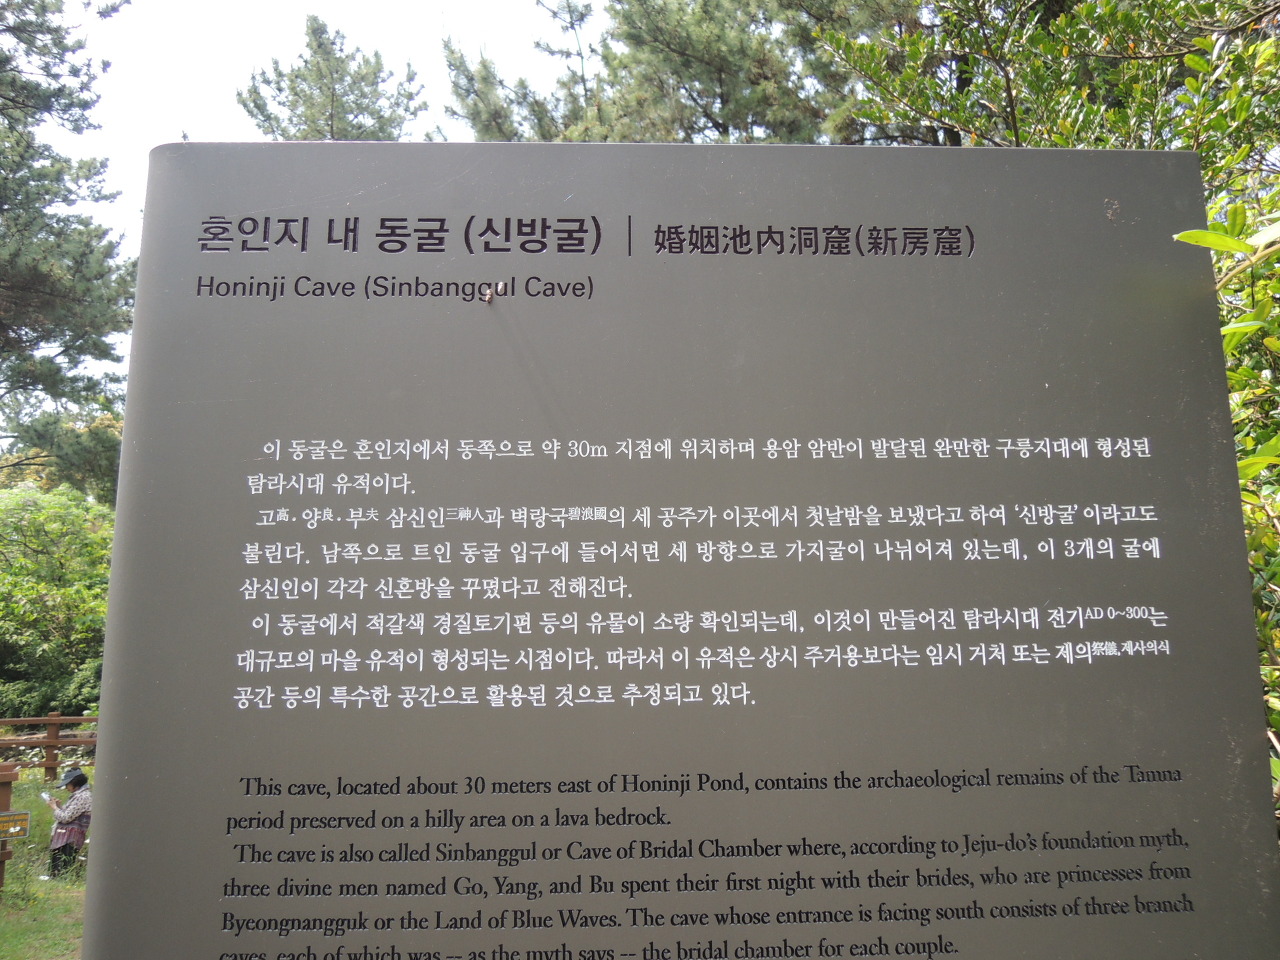 혼인지 내 동굴 (신방굴) | 婚姻池內洞窟(新房窟)
Honinji Cave (Sinbanggul Cave)
이 동굴은 혼인지에서 동쪽으로 약 30m 지점에 위치하며 용암 암반이 발달된 완만한 구릉지대에 형성된
탐라시대 유적이다.
고高·양良·부夫 삼신인三神人과 벽랑국碧浪國의 세 공주가 이곳에서 첫날밤을 보냈다고 하여 ‘신방굴’이라고도
불린다. 남쪽으로 트인 동굴 입구에 들어서면 세 방향으로 가지굴이 나뉘어져 있는데, 이 3개의 굴에
삼신인이 각각 신혼방을 꾸몄다고 전해진다.
이 동굴에서 적갈색 경질토기편 등의 유물이 소량 확인되는데, 이것이 만들어진 탐라시대 전기AD 0~300는
대규모의 마을 유적이 형성되는 시점이다. 따라서 이 유적은 상시 주거용보다는 임시 거처 또는 제의祭儀,제사의식
공간 등의 특수한 공간으로 활용된 것으로 추정되고 있다.
This cave, located about 30 meters east of Honinji Pond, contains the archaeological remains of the Tamna
period preserved on a hilly area on a lava bedrock.
The cave is also called Sinbanggul or Cave of Bridal Chamber where, according to Jeju-do's foundation myth,
three divine men named Go, Yang, and Bu spent their first night with their brides, who are princesses from
Byeongnangguk or the Land of Blue Waves. The cave whose entrance is facing south consists of three branch
caves, each of which was -- as the myth says -- the bridal chamber for each couple.